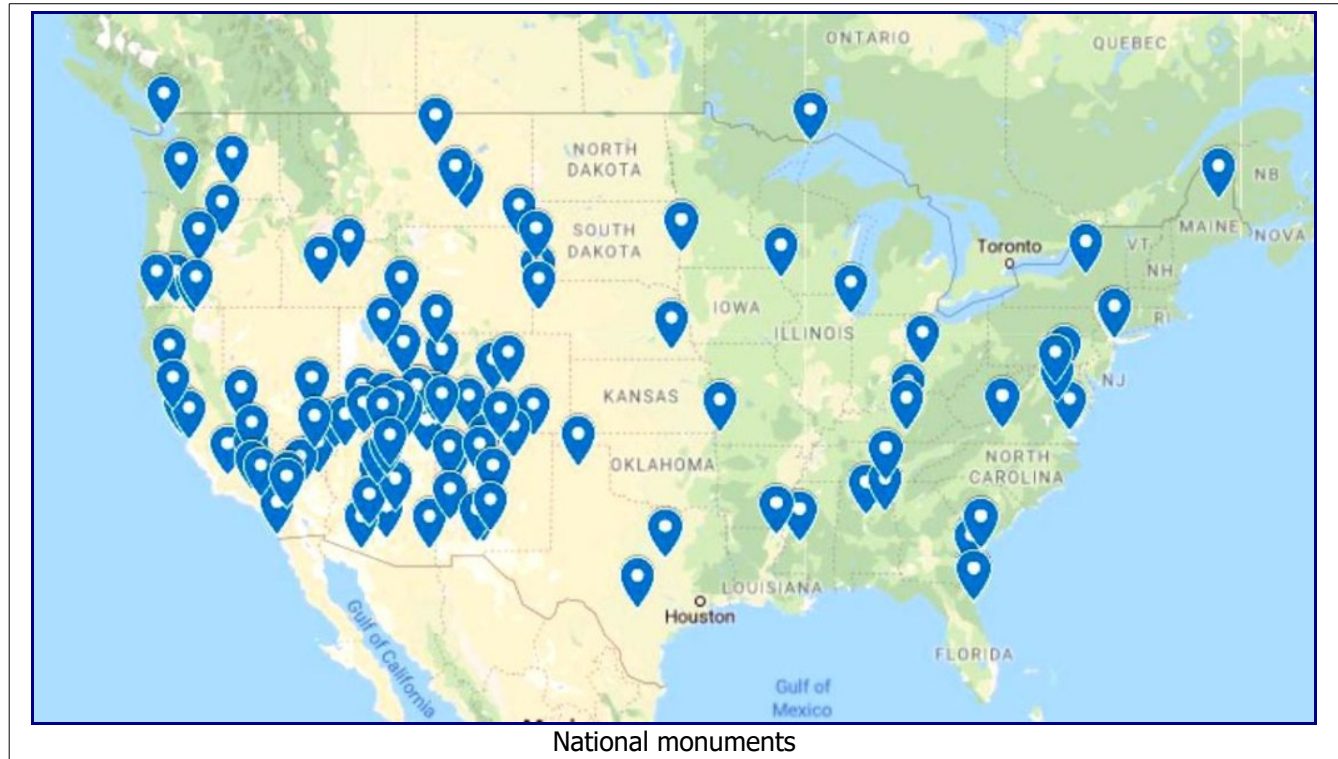 ONTARIO
QUEBEC
NORTH
DAKOTA
NB
SOUTH
DAKOTA
MAINE
NOVA
Toronto
VT
NH
IOWA
ILLINOIS
RI
KANSAS
NJ
OKLAHOMA
NORTH
CAROLINA
LOUISIANA
Houston
FLORIDA
Gulf of California
Gulf of
Mexico
National monuments